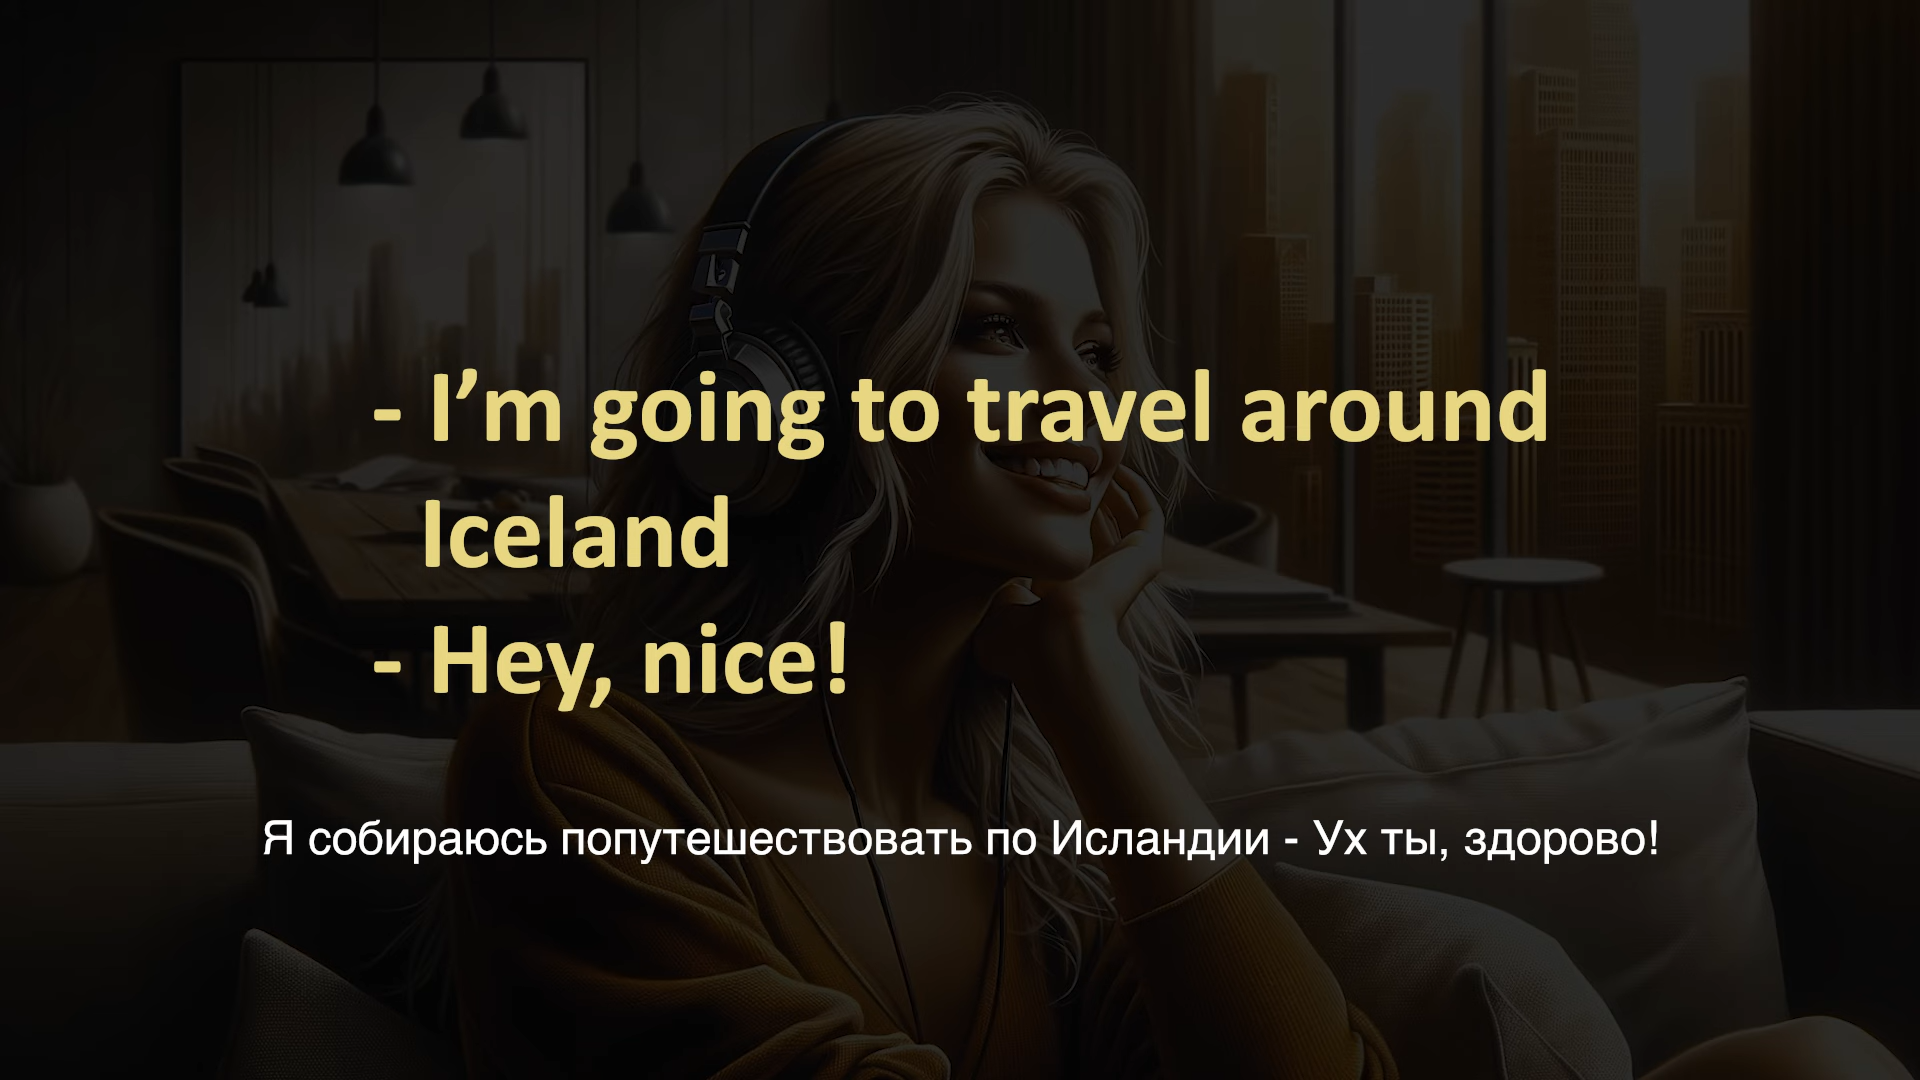 - I’m going to travel around
Iceland
- Hey, nice!
Я собираюсь попутешествовать по Исландии - Ух ты, здорово!